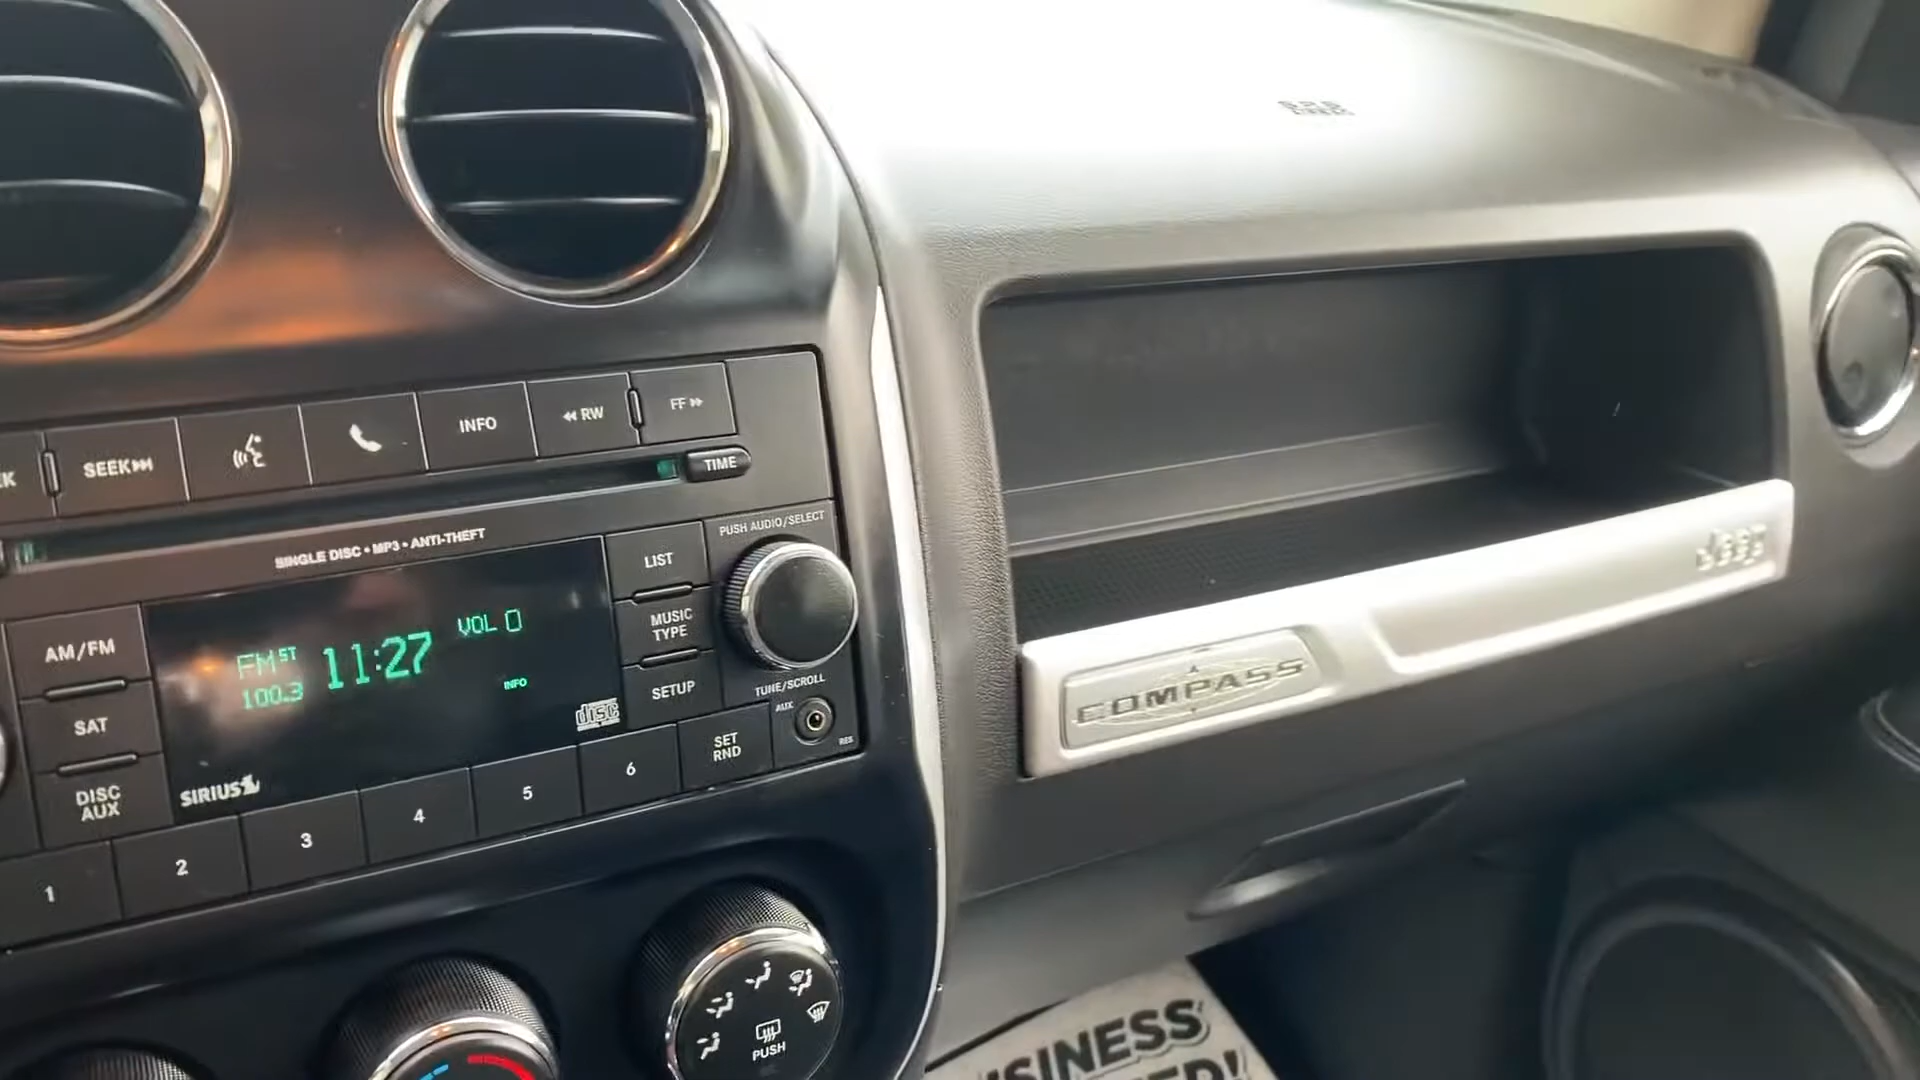 SEEK
INFO
RW
FF
TIME
SINGLE DISC • MP3 • ANTI-THEFT
PUSH AUDIO/SELECT
LIST
MUSIC
TYPE
SETUP
TUNE/SCROLL
AUX
AM/FM
SAT
DISC
AUX
FM ST
100.3
11:27
VOL 0
INFO
disc
SIRIUS
SET
RND
RES
1
2
3
4
5
6
PUSH
COMPASS
Jeep